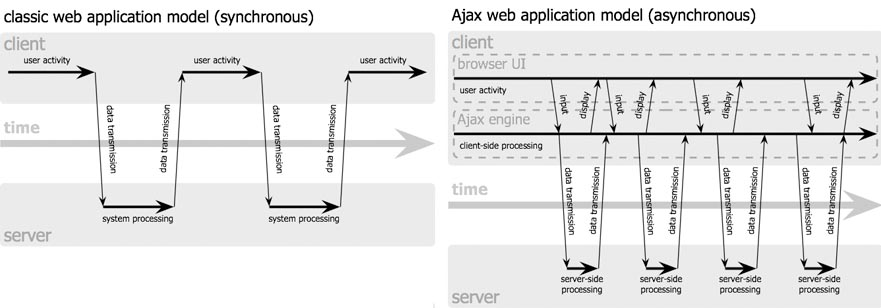 classic web application model (synchronous)
client
user activity
user activity
user activity
data transmission
data transmission
data transmission
data transmission
time
system processing
system processing
server
Ajax web application model (asynchronous)
client
browser UI
user activity
input
display
input
display
input
display
input
display
Ajax engine
client-side processing
data transmission
data transmission
data transmission
data transmission
data transmission
data transmission
data transmission
data transmission
time
server-side
processing
server-side
processing
server-side
processing
server-side
processing
server